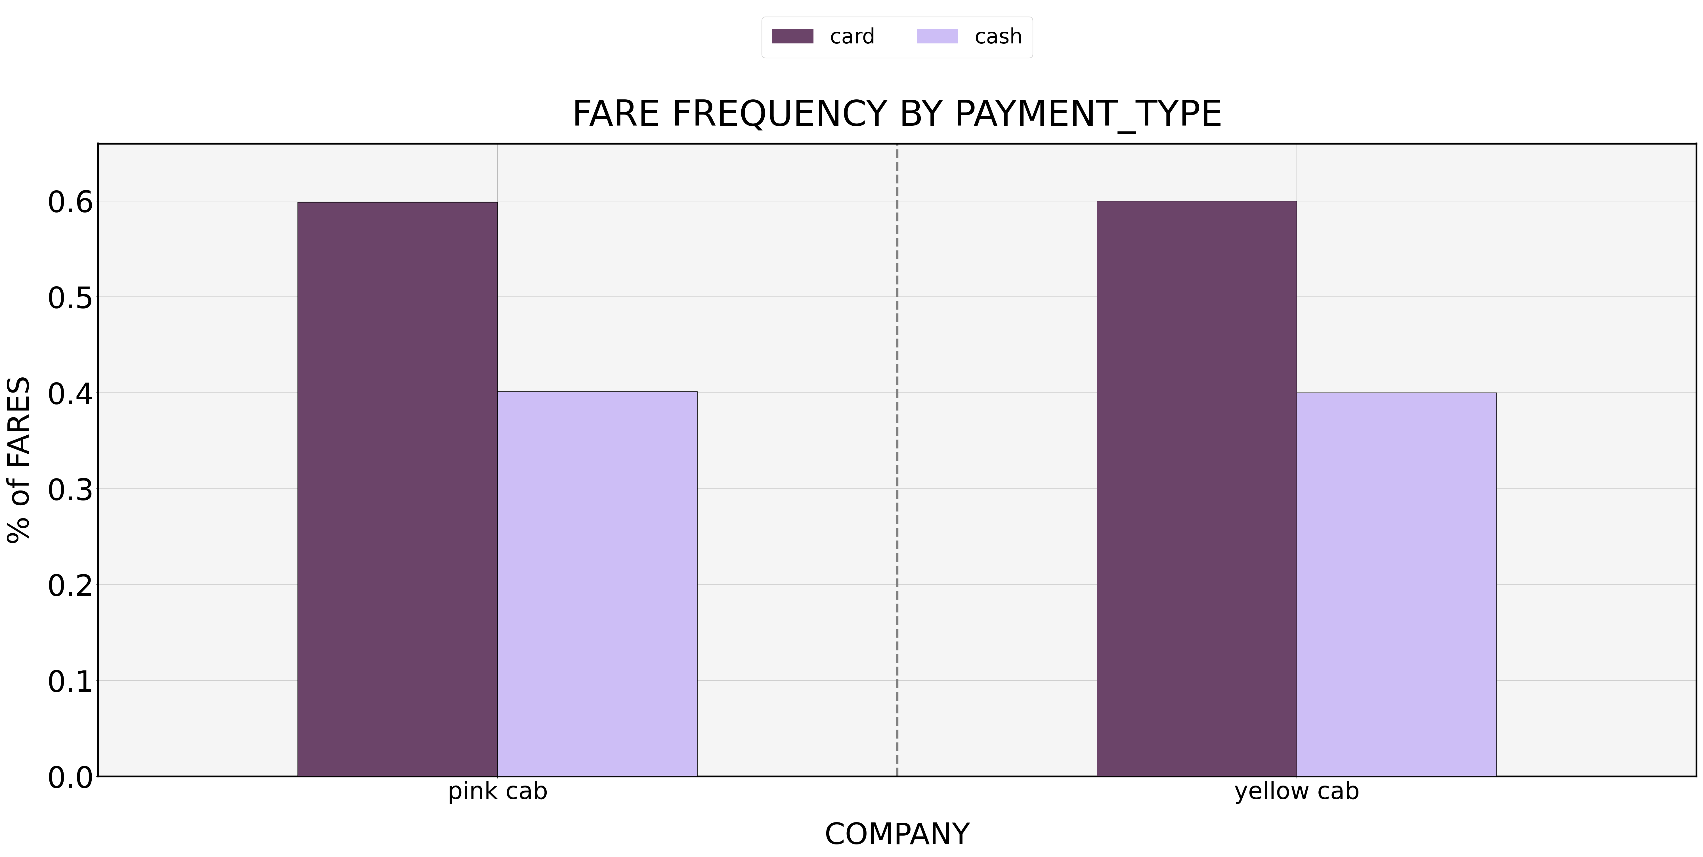 card cash
FARE FREQUENCY BY PAYMENT_TYPE
0.6
0.5
0.4
0.3
0.2
0.1
0.0
% of FARES
pink cab yellow cab
COMPANY